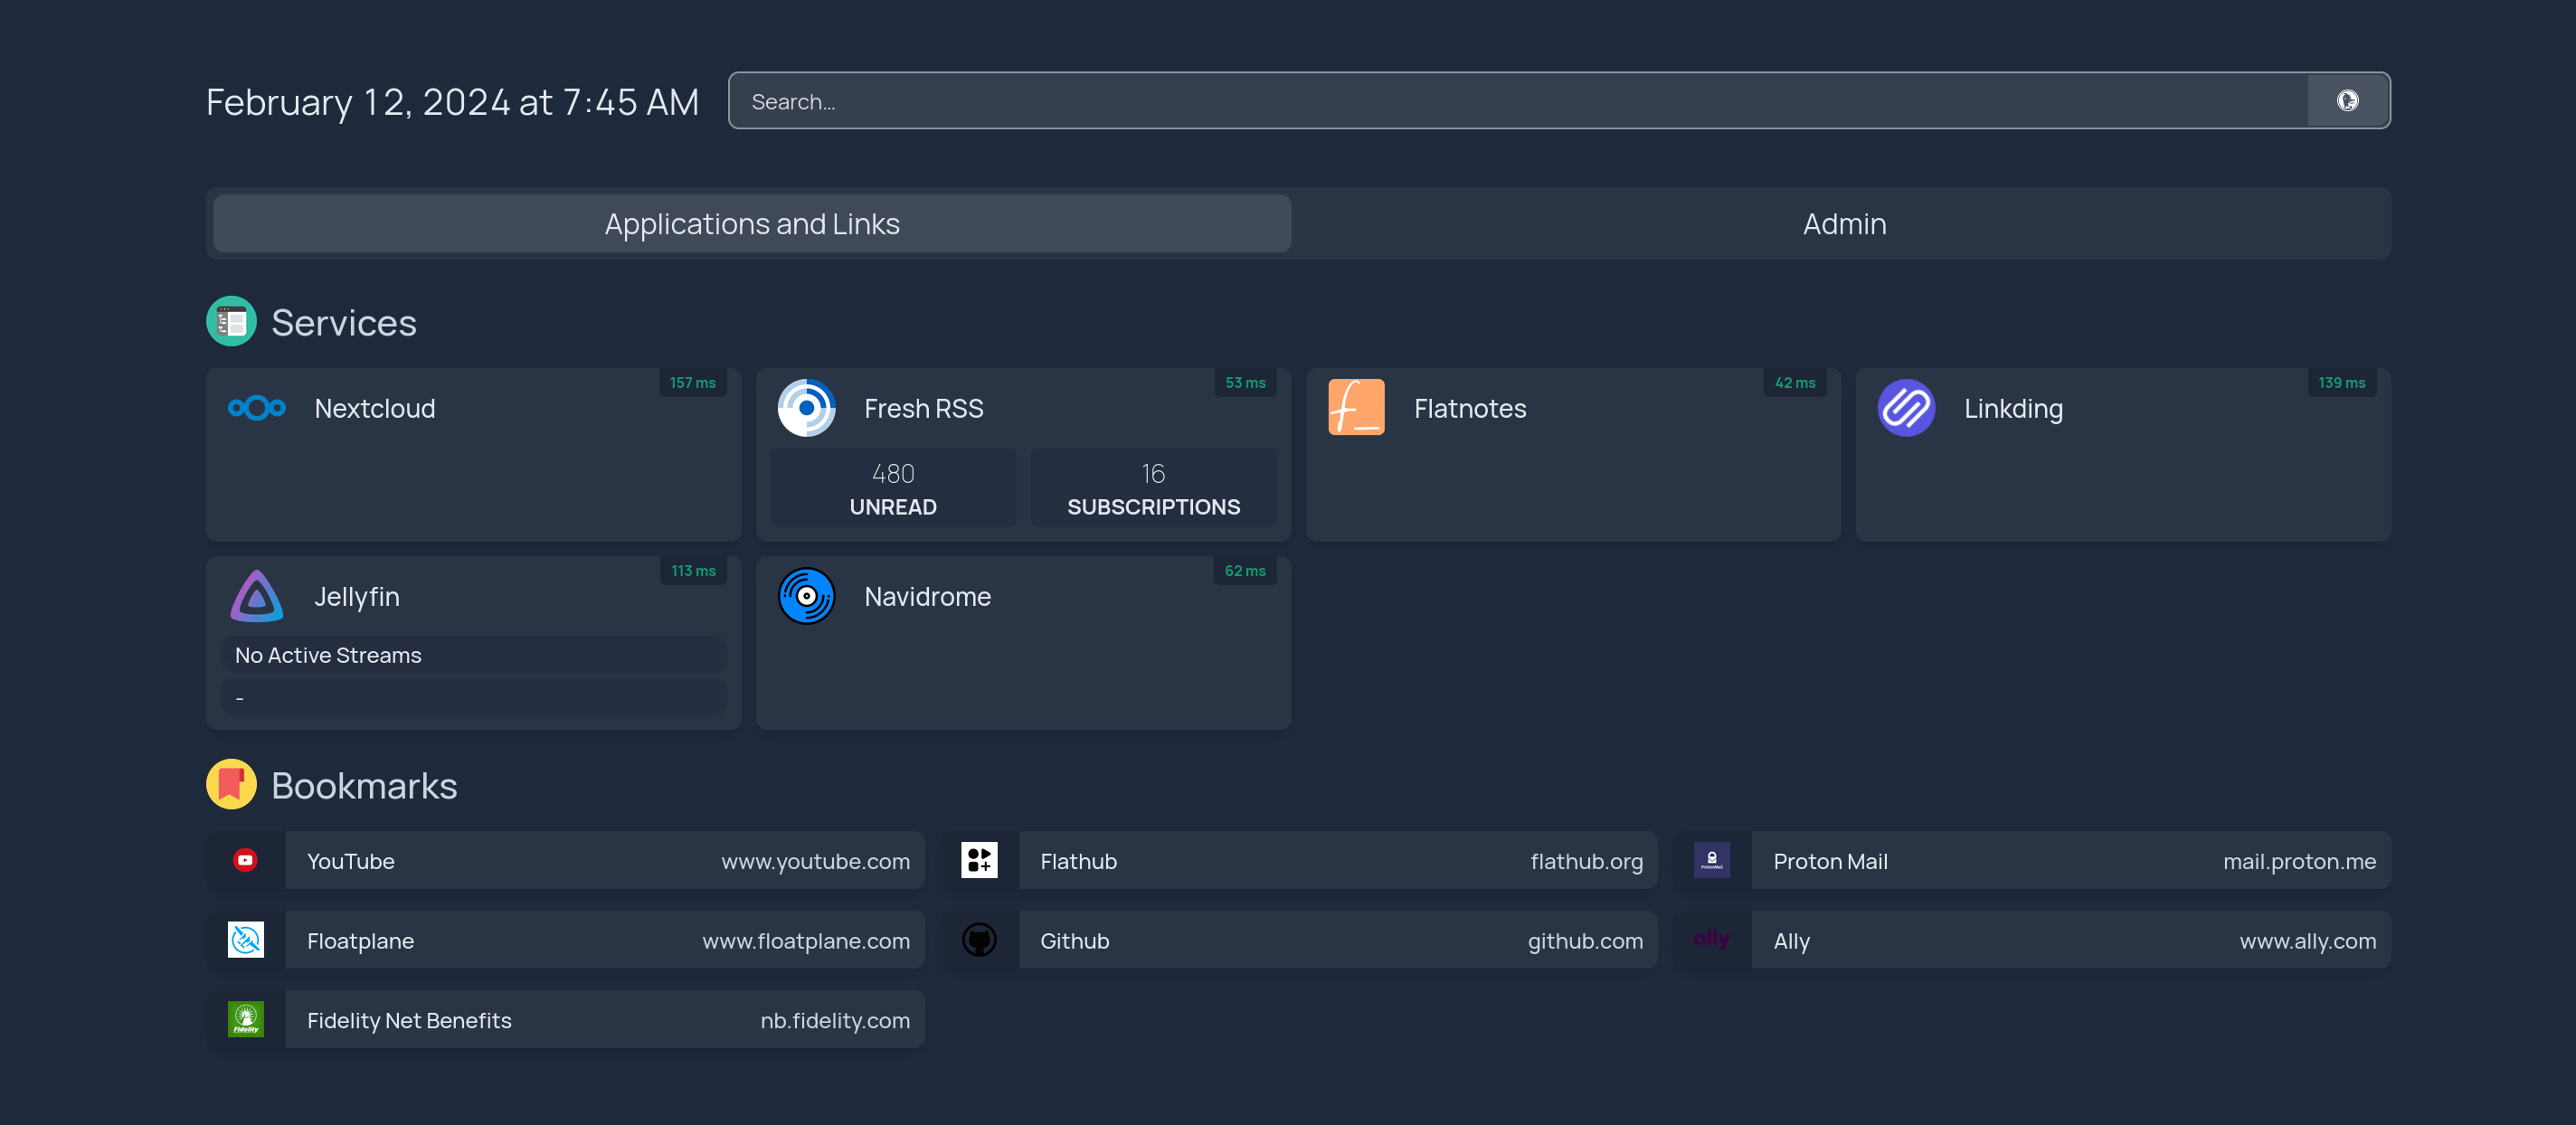 February 12, 2024 at 7:45 AM
Search...
Applications and Links
Admin
Services
Nextcloud
157 ms
Fresh RSS
53 ms
480
UNREAD
16
SUBSCRIPTIONS
Flatnotes
42 ms
Linkding
139 ms
Jellyfin
113 ms
No Active Streams
-
Navidrome
62 ms
Bookmarks
YouTube
www.youtube.com
Flathub
flathub.org
ProtonMail
Proton Mail
mail.proton.me
Floatplane
www.floatplane.com
Github
github.com
ally
Ally
www.ally.com
Fidelity
Fidelity Net Benefits
nb.fidelity.com